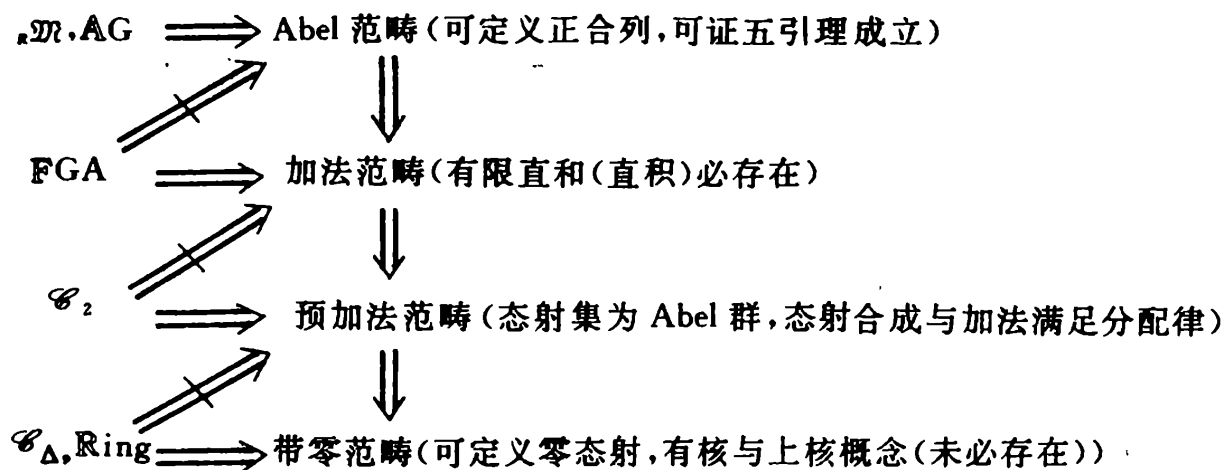 ᵣ𝔐, 𝔸G ⟹ Abel 范畴(可定义正合列,可证五引理成立)
𝔽GA ⟹ 加法范畴(有限直和(直积)必存在)
𝒞₂ ⟹ 预加法范畴(态射集为 Abel 群,态射合成与加法满足分配律)
𝒞_Δ, ℝing ⟹ 带零范畴(可定义零态射,有核与上核概念(未必存在))